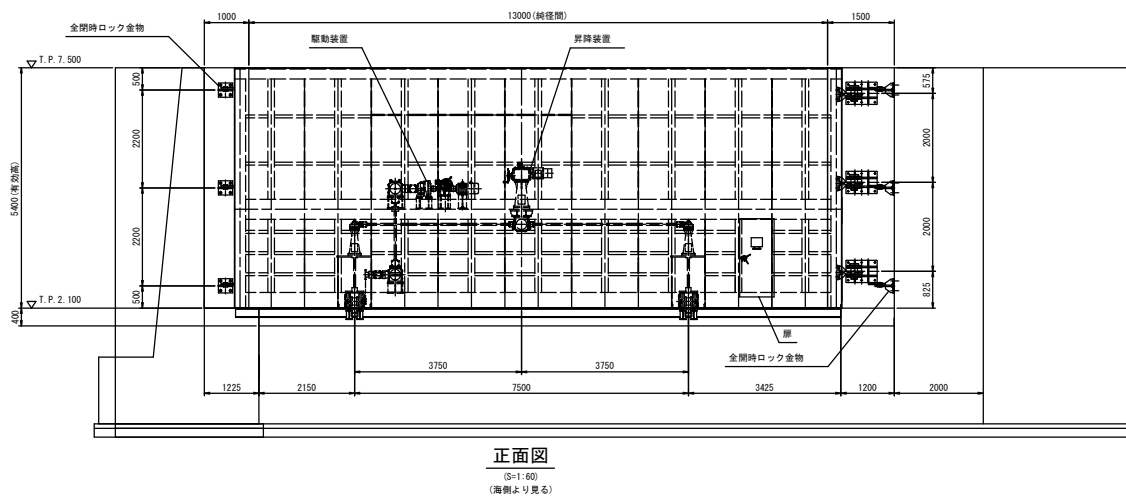 1000
13000(純径間)
1500
全閉時ロック金物
駆動装置
昇降装置
T.P.7.500
500
575
2200
2000
5400(有効高)
2200
2000
500
825
T.P.2.100
400
扉
全開時ロック金物
3750
3750
1225
2150
7500
3425
1200
2000
正面図
(S=1:60)
(海側より見る)